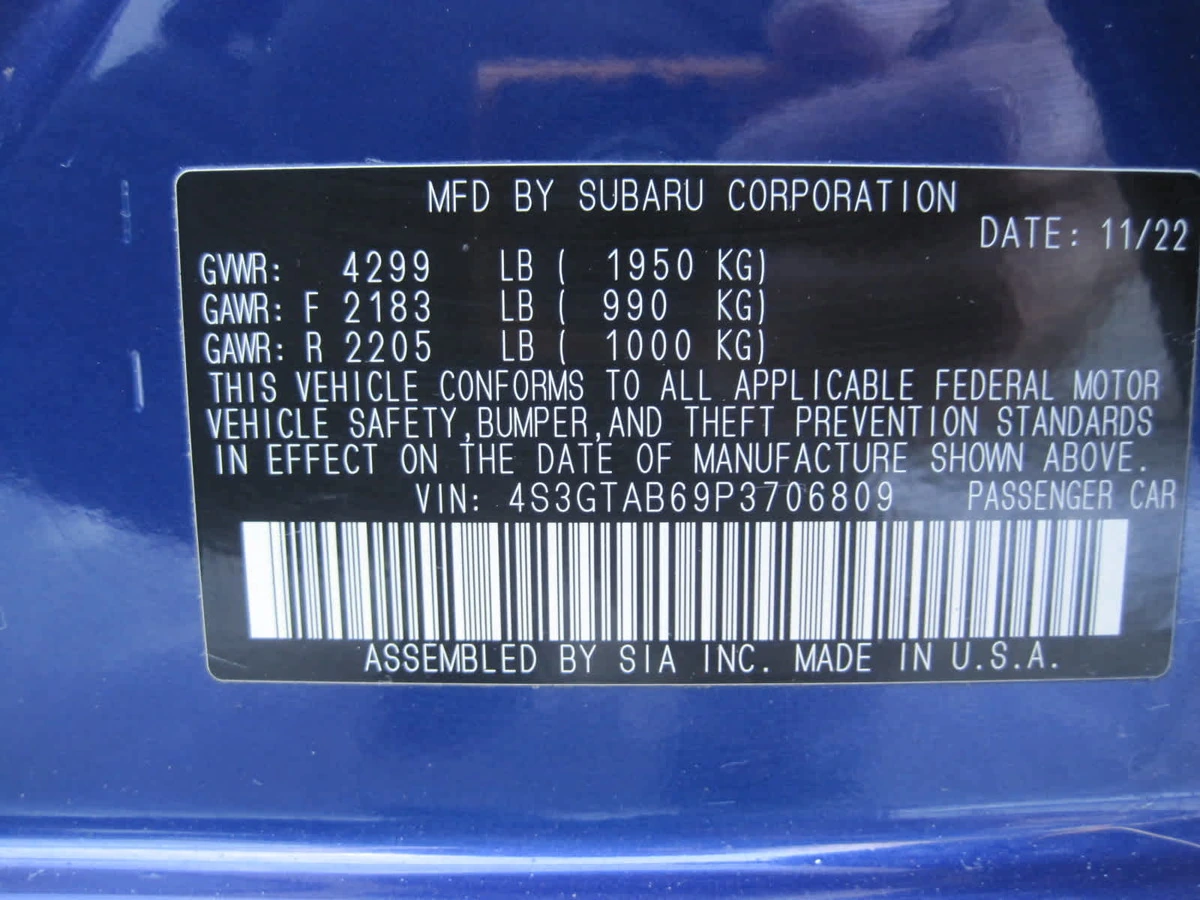 MFD BY SUBARU CORPORATION
DATE: 11/22
GVWR: 4299 LB ( 1950 KG)
GAWR: F 2183 LB ( 990 KG)
GAWR: R 2205 LB ( 1000 KG)
THIS VEHICLE CONFORMS TO ALL APPLICABLE FEDERAL MOTOR
VEHICLE SAFETY,BUMPER,AND THEFT PREVENTION STANDARDS
IN EFFECT ON THE DATE OF MANUFACTURE SHOWN ABOVE.
VIN: 4S3GTAB69P3706809 PASSENGER CAR
ASSEMBLED BY SIA INC. MADE IN U.S.A.